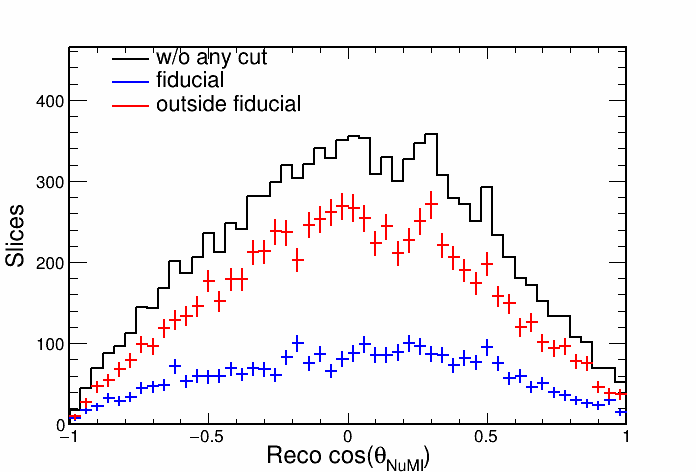 w/o any cut
fiducial
outside fiducial
400
300
200
100
0
Slices
−1
−0.5
0
0.5
1
Reco cos(θNuMI)